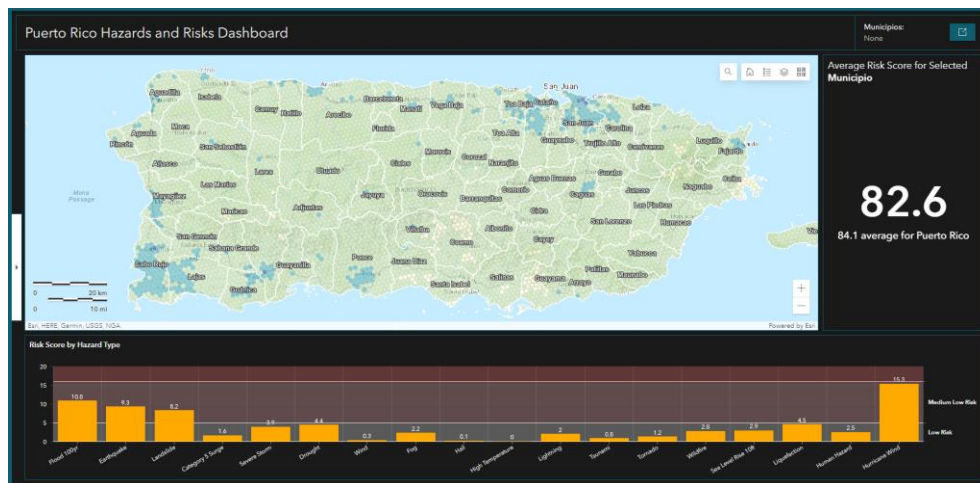 Puerto Rico Hazards and Risks Dashboard
Municipios:
None
Average Risk Score for Selected
Municipio
82.6
84.1 average for Puerto Rico
San Juan
Aguadilla
Isabela
Camuy
Hatillo
Arecibo
Barceloneta
Manatí
Vega Baja
Toa Baja
Cataño
Loiza
Aguada
Moca
Florida
Toa Alta
San Juan
Carolina
Rincón
San Sebastián
Morovis
Corozal
Naranjito
Guaynabo
Trujillo Alto
Canóvanas
Luquillo
Fajardo
Añasco
Lares
Utuado
Ciales
Aguas Buenas
Gurabo
Ceiba
Las Marías
Jayuya
Orocovis
Barranquitas
Comerío
Caguas
Juncos
Naguabo
Mona
Passage
Mayagüez
Maricao
Adjuntas
Cidra
Las Piedras
San Lorenzo
Humacao
San Germán
Villalba
Aibonito
Sabana Grande
Coamo
Cayey
Yabucoa
Cabo Rojo
Lajas
Guayanilla
Ponce
Juana Díaz
Patillas
Maunabo
Guánica
Santa Isabel
Salinas
Guayama
Arroyo
0 20 km
0 10 mi
Esri, HERE, Garmin, USGS, NGA
Powered by Esri
Risk Score by Hazard Type
20
15
10
5
0
10.8
9.3
8.2
1.6
3.9
4.4
0.3
2.2
0.1
0
2
0.8
1.2
2.8
2.9
4.5
2.5
15.3
Medium Low Risk
Low Risk
Flood 100yr
Earthquake
Landslide
Category 5 Surge
Severe Storm
Drought
Wind
Fog
Hail
High Temperature
Lightning
Tsunami
Tornado
Wildfire
Sea Level Rise 10ft
Liquefaction
Human Hazard
Hurricane Wind